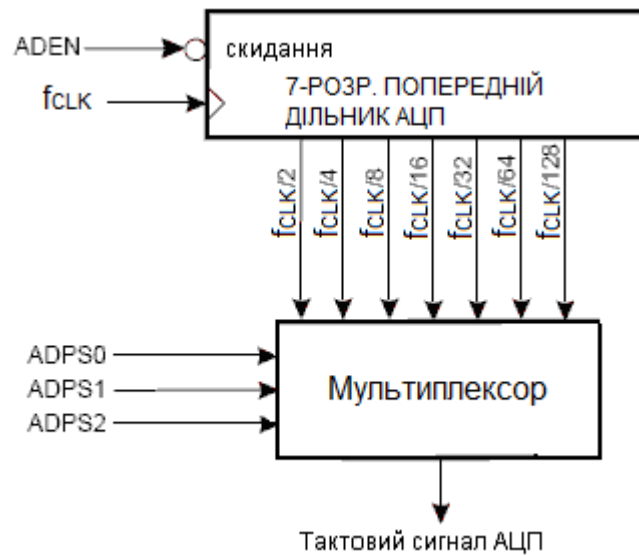 ADEN
скидання
fCLK
7-РОЗР. ПОПЕРЕДНІЙ
ДІЛЬНИК АЦП
fCLK/2
fCLK/4
fCLK/8
fCLK/16
fCLK/32
fCLK/64
fCLK/128
ADPS0
ADPS1
ADPS2
Мультиплексор
Тактовий сигнал АЦП